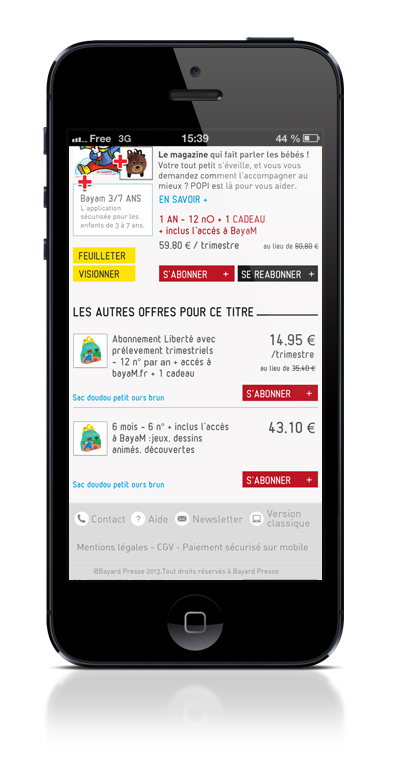 Free 3G 15:39 44 %
Le magazine qui fait parler les bébés !
Votre tout petit s'éveille, et vous vous
demandez comment l'accompagner au
mieux ? POPI est là pour vous aider.
EN SAVOIR +
Bayam 3/7 ANS
L'application
sécurisée pour les
enfants de 3 à 7 ans.
1 AN - 12 nO + 1 CADEAU
+ inclus l'accès à BayaM
59,80 € / trimestre
au lieu de 80,80 €
FEUILLETER
VISIONNER
S'ABONNER +
SE REABONNER +
LES AUTRES OFFRES POUR CE TITRE
Abonnement Liberté avec
prélevement trimestriels
- 12 n° par an + accès à
bayaM.fr + 1 cadeau
14,95 €
/trimestre
au lieu de 35,40 €
Sac doudou petit ours brun
S'ABONNER +
6 mois - 6 n° + inclus l'accès
à BayaM :jeux, dessins
animés, découvertes
43,10 €
Sac doudou petit ours brun
S'ABONNER +
Contact
? Aide
Newsletter
Version
classique
Mentions légales - CGV - Paiement sécurisé sur mobile
@Bayard Presse 2013.Tout droits réservés à Bayard Presse